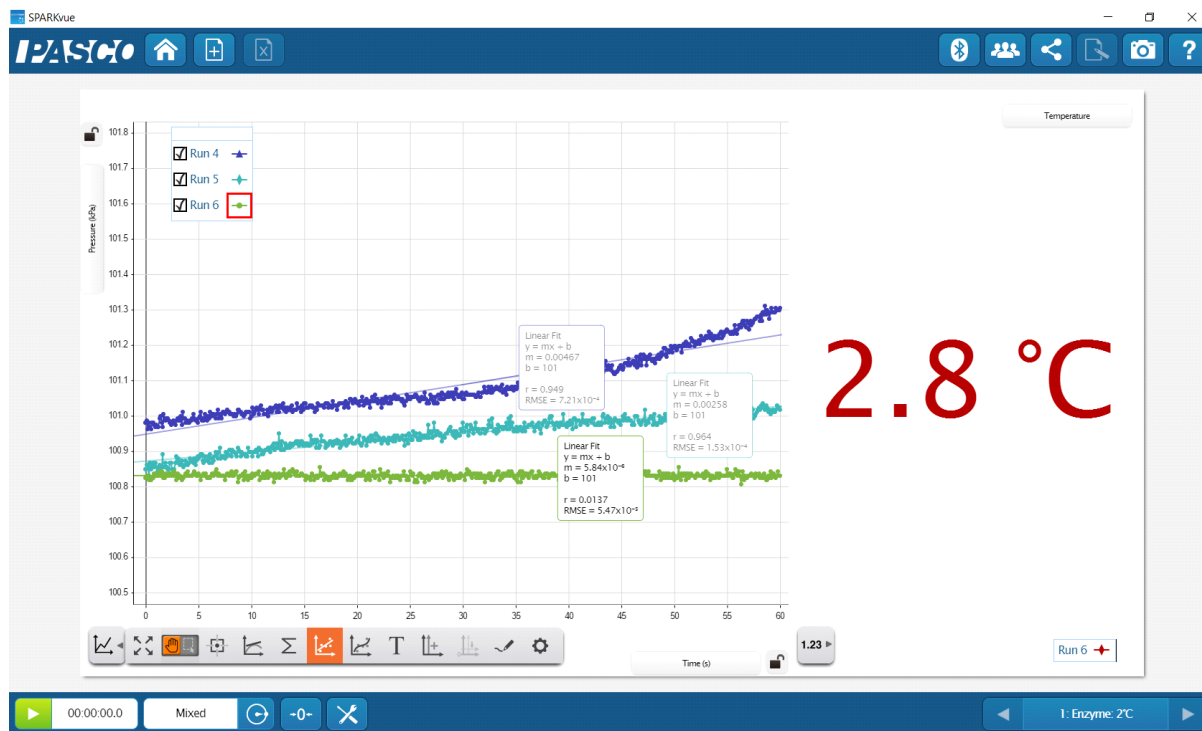 SPARKvue
PASCO
Temperature
101.8
101.7
101.6
101.5
101.4
101.3
101.2
101.1
101.0
100.9
100.8
100.7
100.6
100.5
Pressure (kPa)
Run 4
Run 5
Run 6
Linear Fit
y = mx + b
m = 0.00467
b = 101
r = 0.949
RMSE = 7.21x10⁻⁴
Linear Fit
y = mx + b
m = 0.00258
b = 101
r = 0.964
RMSE = 1.53x10⁻⁴
Linear Fit
y = mx + b
m = 5.84x10⁻⁶
b = 101
r = 0.0137
RMSE = 5.47x10⁻⁵
2.8 °C
0 5 10 15 20 25 30 35 40 45 50 55 60
Σ T
1.23
Time (s)
Run 6
00:00:00.0
Mixed
-0-
1: Enzyme: 2°C
?